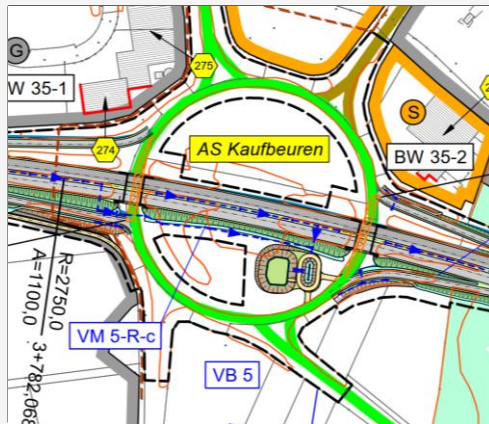 G
275
W 35-1
274
AS Kaufbeuren
S
BW 35-2
R=2750,0
A=1100,0
3+782,068
VM 5-R-c
VB 5